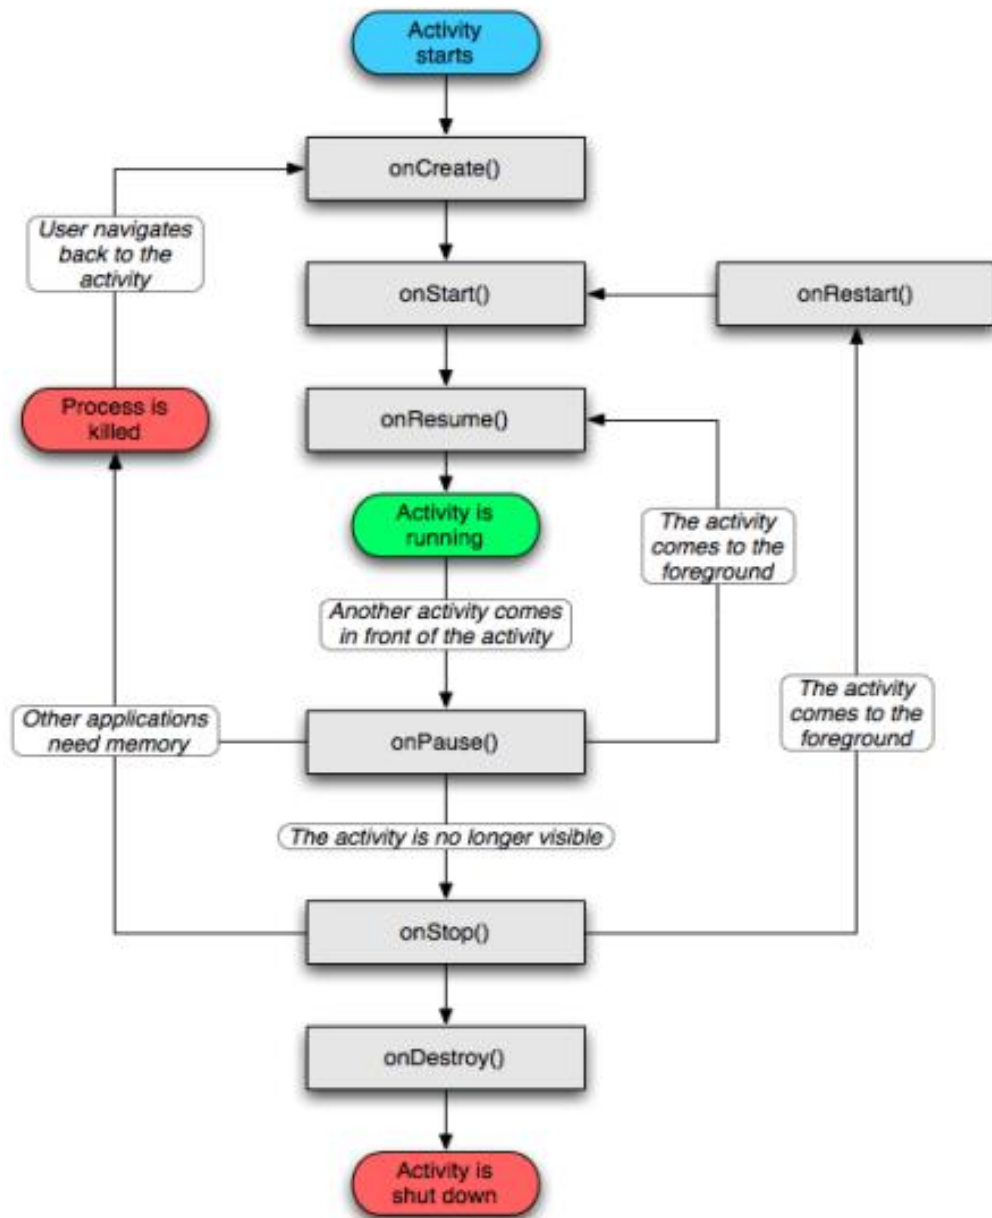 Activity
starts
onCreate()
User navigates
back to the
activity
onStart()
onRestart()
Process is
killed
onResume()
Activity is
running
The activity
comes to the
foreground
Another activity comes
in front of the activity
The activity
comes to the
foreground
Other applications
need memory
onPause()
The activity is no longer visible
onStop()
onDestroy()
Activity is
shut down